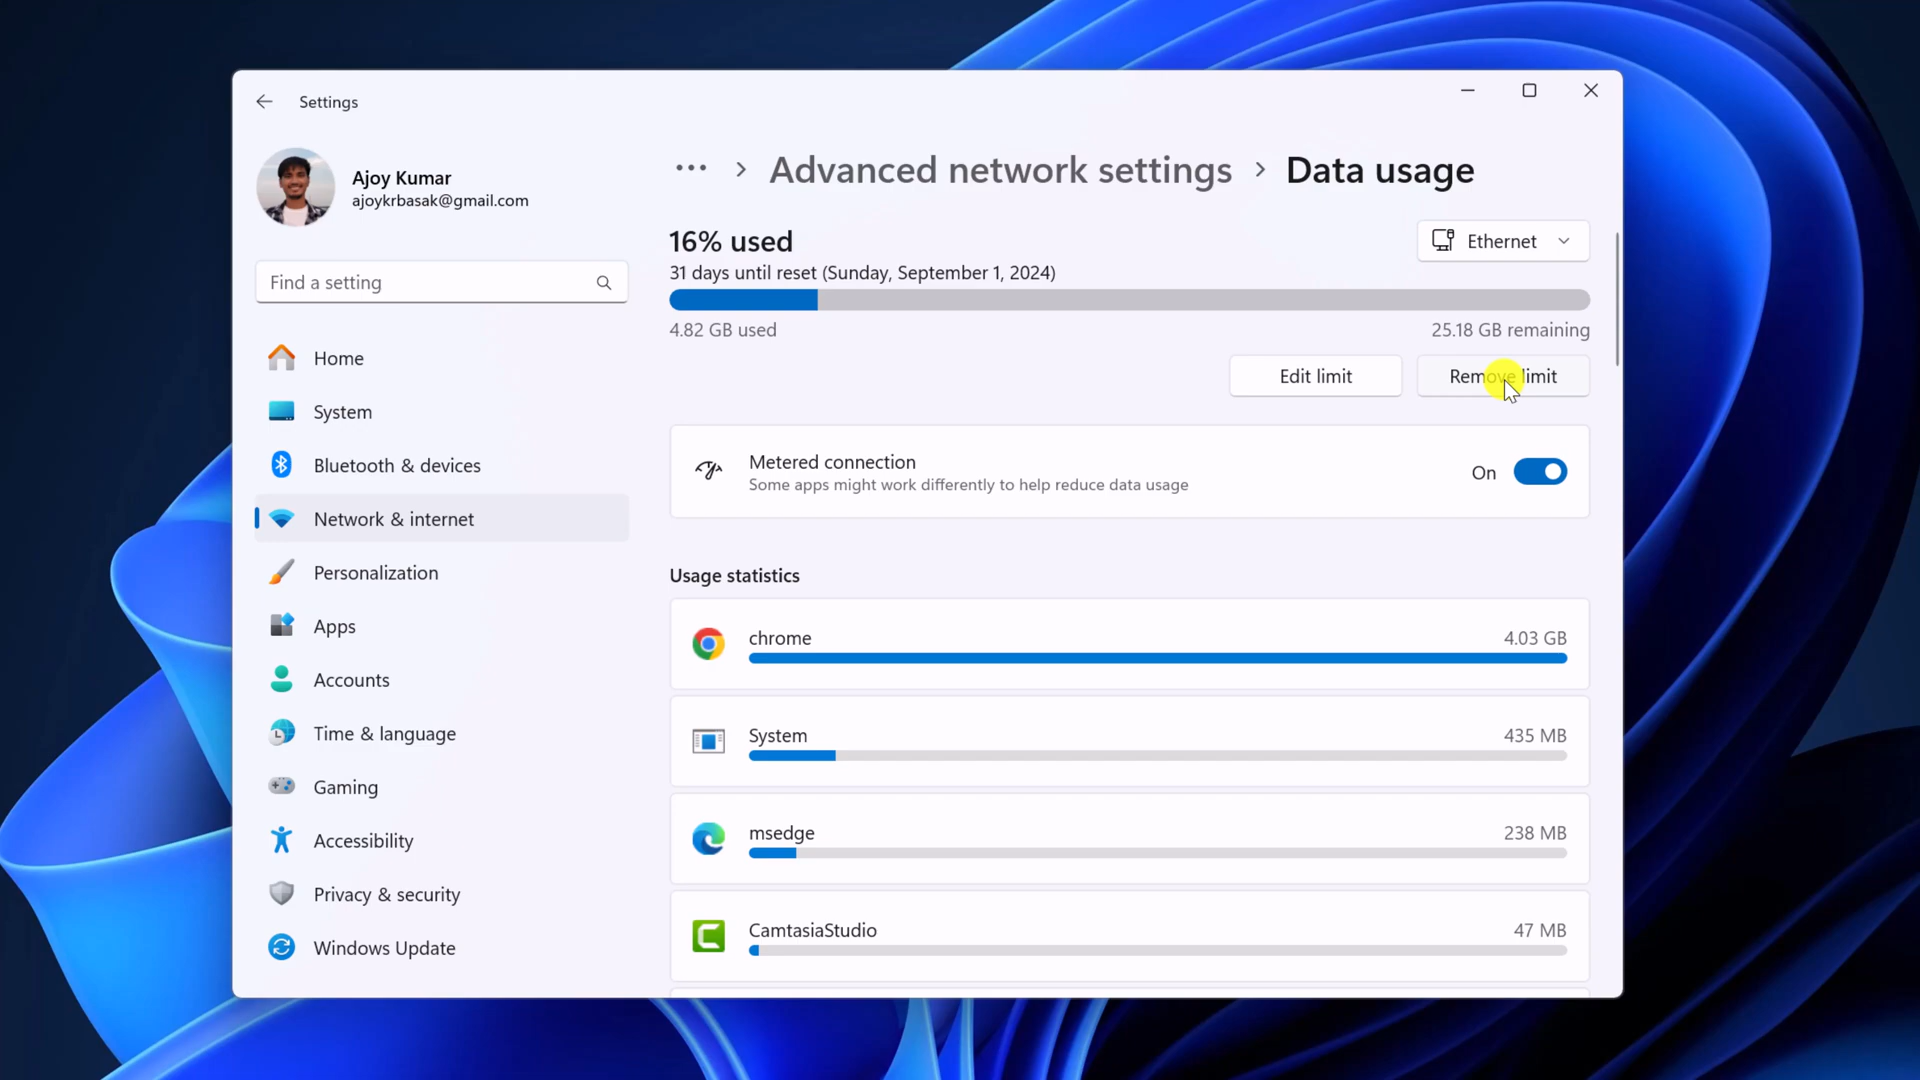 Settings
Ajoy Kumar
ajoykrbasak@gmail.com
Find a setting
Home
System
Bluetooth & devices
Network & internet
Personalization
Apps
Accounts
Time & language
Gaming
Accessibility
Privacy & security
Windows Update
... > Advanced network settings > Data usage
16% used
Ethernet
31 days until reset (Sunday, September 1, 2024)
4.82 GB used
25.18 GB remaining
Edit limit
Remove limit
Metered connection
Some apps might work differently to help reduce data usage
On
Usage statistics
chrome
4.03 GB
System
435 MB
msedge
238 MB
CamtasiaStudio
47 MB